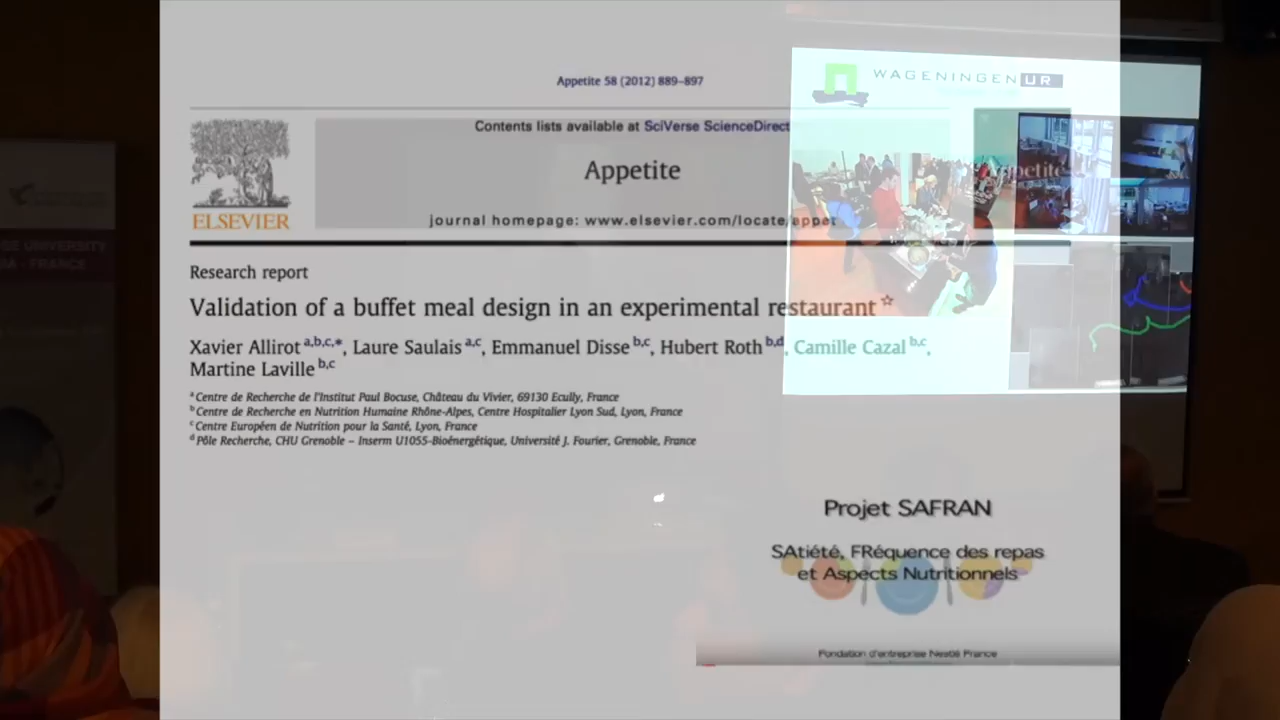 Appetite 58 (2012) 889–897
Contents lists available at SciVerse ScienceDirect
Appetite
journal homepage: www.elsevier.com/locate/appet
ELSEVIER
WAGENINGEN UR
Research report
Validation of a buffet meal design in an experimental restaurant ☆
Xavier Allirot a,b,c,*, Laure Saulais a,c, Emmanuel Disse b,c, Hubert Roth b,d, Camille Cazal b,c,
Martine Laville b,c
a Centre de Recherche de l'Institut Paul Bocuse, Château du Vivier, 69130 Ecully, France
b Centre de Recherche en Nutrition Humaine Rhône-Alpes, Centre Hospitalier Lyon Sud, Lyon, France
c Centre Européen de Nutrition pour la Santé, Lyon, France
d Pôle Recherche, CHU Grenoble – Inserm U1055-Bioénergétique, Université J. Fourier, Grenoble, France
Projet SAFRAN
SAtiété, FRéquence des repas
et Aspects Nutritionnels
Fondation d'entreprise Nestlé France